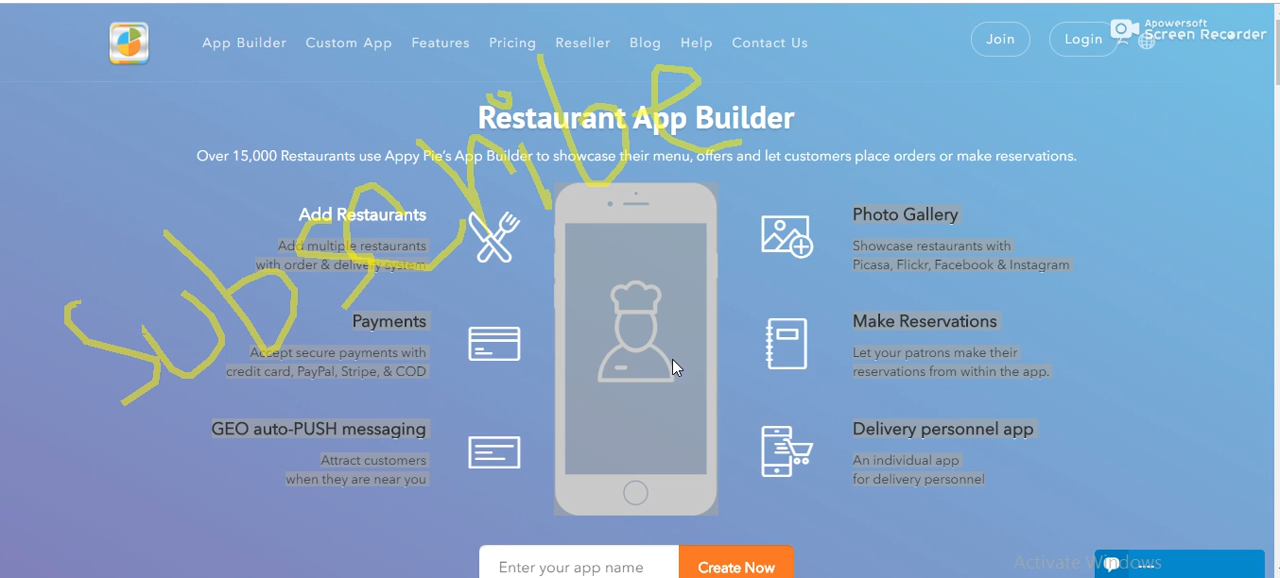 App Builder Custom App Features Pricing Reseller Blog Help Contact Us Join Login
Apowersoft
Screen Recorder
Restaurant App Builder
Over 15,000 Restaurants use Appy Pie's App Builder to showcase their menu, offers and let customers place orders or make reservations.
subscribe
Add Restaurants
Add multiple restaurants
with order & delivery system
Payments
Accept secure payments with
credit card, PayPal, Stripe, & COD
GEO auto-PUSH messaging
Attract customers
when they are near you
Photo Gallery
Showcase restaurants with
Picasa, Flickr, Facebook & Instagram
Make Reservations
Let your patrons make their
reservations from within the app.
Delivery personnel app
An individual app
for delivery personnel
Enter your app name Create Now
Activate Windows